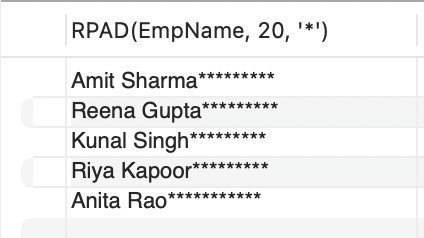 RPAD(EmpName, 20, '*')
Amit Sharma*********
Reena Gupta*********
Kunal Singh*********
Riya Kapoor*********
Anita Rao***********